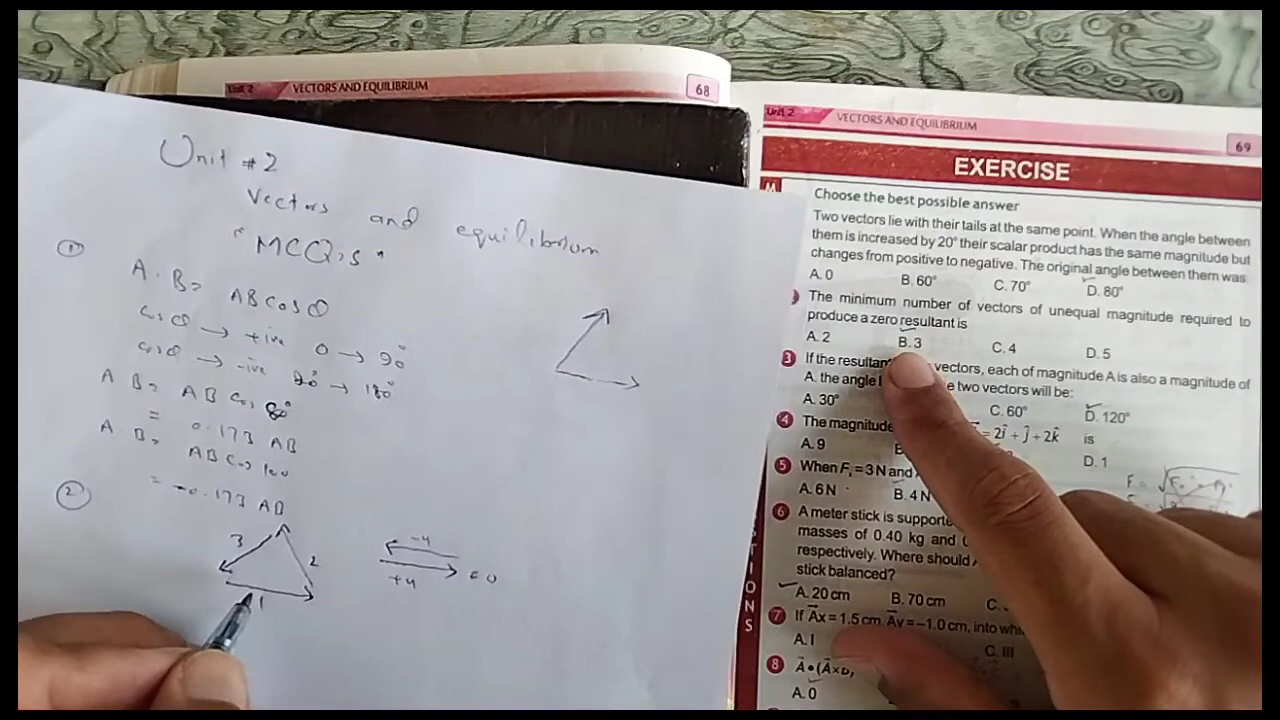 Unit 2 VECTORS AND EQUILIBRIUM 68
Unit #2
Vectors and equilibrium
"MCQ,s"
①
A.B= ABCosθ
Cosθ → +ive 0 → 90°
Cosθ → -ive 90° → 180°
A B= AB Cos 80°
= 0.173 AB
A.B= AB Cos 100
= -0.173 AB
②
3
2
1
-4
+4
=0
Unit 2 VECTORS AND EQUILIBRIUM 69
EXERCISE
M
Choose the best possible answer
Two vectors lie with their tails at the same point. When the angle between
them is increased by 20° their scalar product has the same magnitude but
changes from positive to negative. The original angle between them was
A. 0 B. 60° C. 70° D. 80°
The minimum number of vectors of unequal magnitude required to
produce a zero resultant is
A. 2 B. 3 C. 4 D. 5
3 If the resultant vectors, each of magnitude A is also a magnitude of
A. the angle two vectors will be:
A. 30° C. 60° D. 120°
4 The magnitude = 2î + ĵ + 2k̂ is
A. 9 D. 1
5 When F₁ = 3 N and
A. 6 N B. 4 N
6 A meter stick is
masses of 0.40 kg and
respectively. Where should
stick balanced?
A. 20 cm B. 70 cm C.
7 If A⃗x = 1.5 cm, A⃗y = -1.0 cm, into
A. I C. III
8 A⃗•(A⃗×
A. 0
T
I
O
N
S